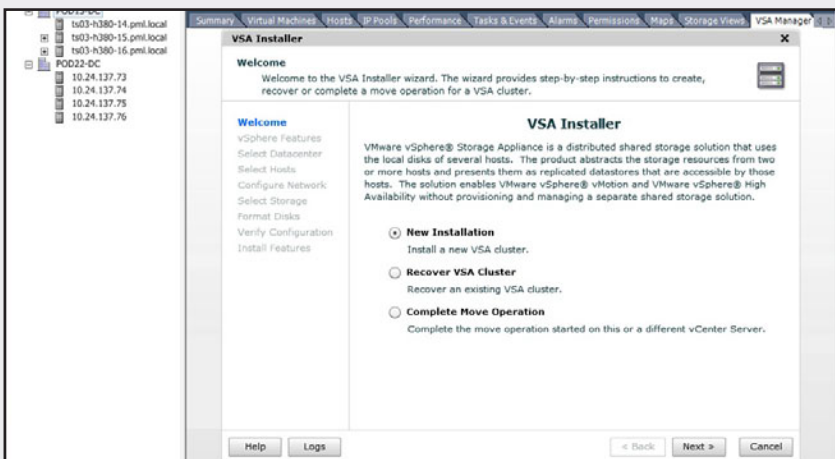 ts03-h380-14.pml.local
ts03-h380-15.pml.local
ts03-h380-16.pml.local
POD22-DC
10.24.137.73
10.24.137.74
10.24.137.75
10.24.137.76
Summary Virtual Machines Hosts IP Pools Performance Tasks & Events Alarms Permissions Maps Storage Views VSA Manager
VSA Installer
Welcome
Welcome to the VSA Installer wizard. The wizard provides step-by-step instructions to create,
recover or complete a move operation for a VSA cluster.
Welcome
vSphere Features
Select Datacenter
Select Hosts
Configure Network
Select Storage
Format Disks
Verify Configuration
Install Features
VSA Installer
VMware vSphere® Storage Appliance is a distributed shared storage solution that uses
the local disks of several hosts. The product abstracts the storage resources from two
or more hosts and presents them as replicated datastores that are accessible by those
hosts. The solution enables VMware vSphere® vMotion and VMware vSphere® High
Availability without provisioning and managing a separate shared storage solution.
New Installation
Install a new VSA cluster.
Recover VSA Cluster
Recover an existing VSA cluster.
Complete Move Operation
Complete the move operation started on this or a different vCenter Server.
Help Logs < Back Next > Cancel